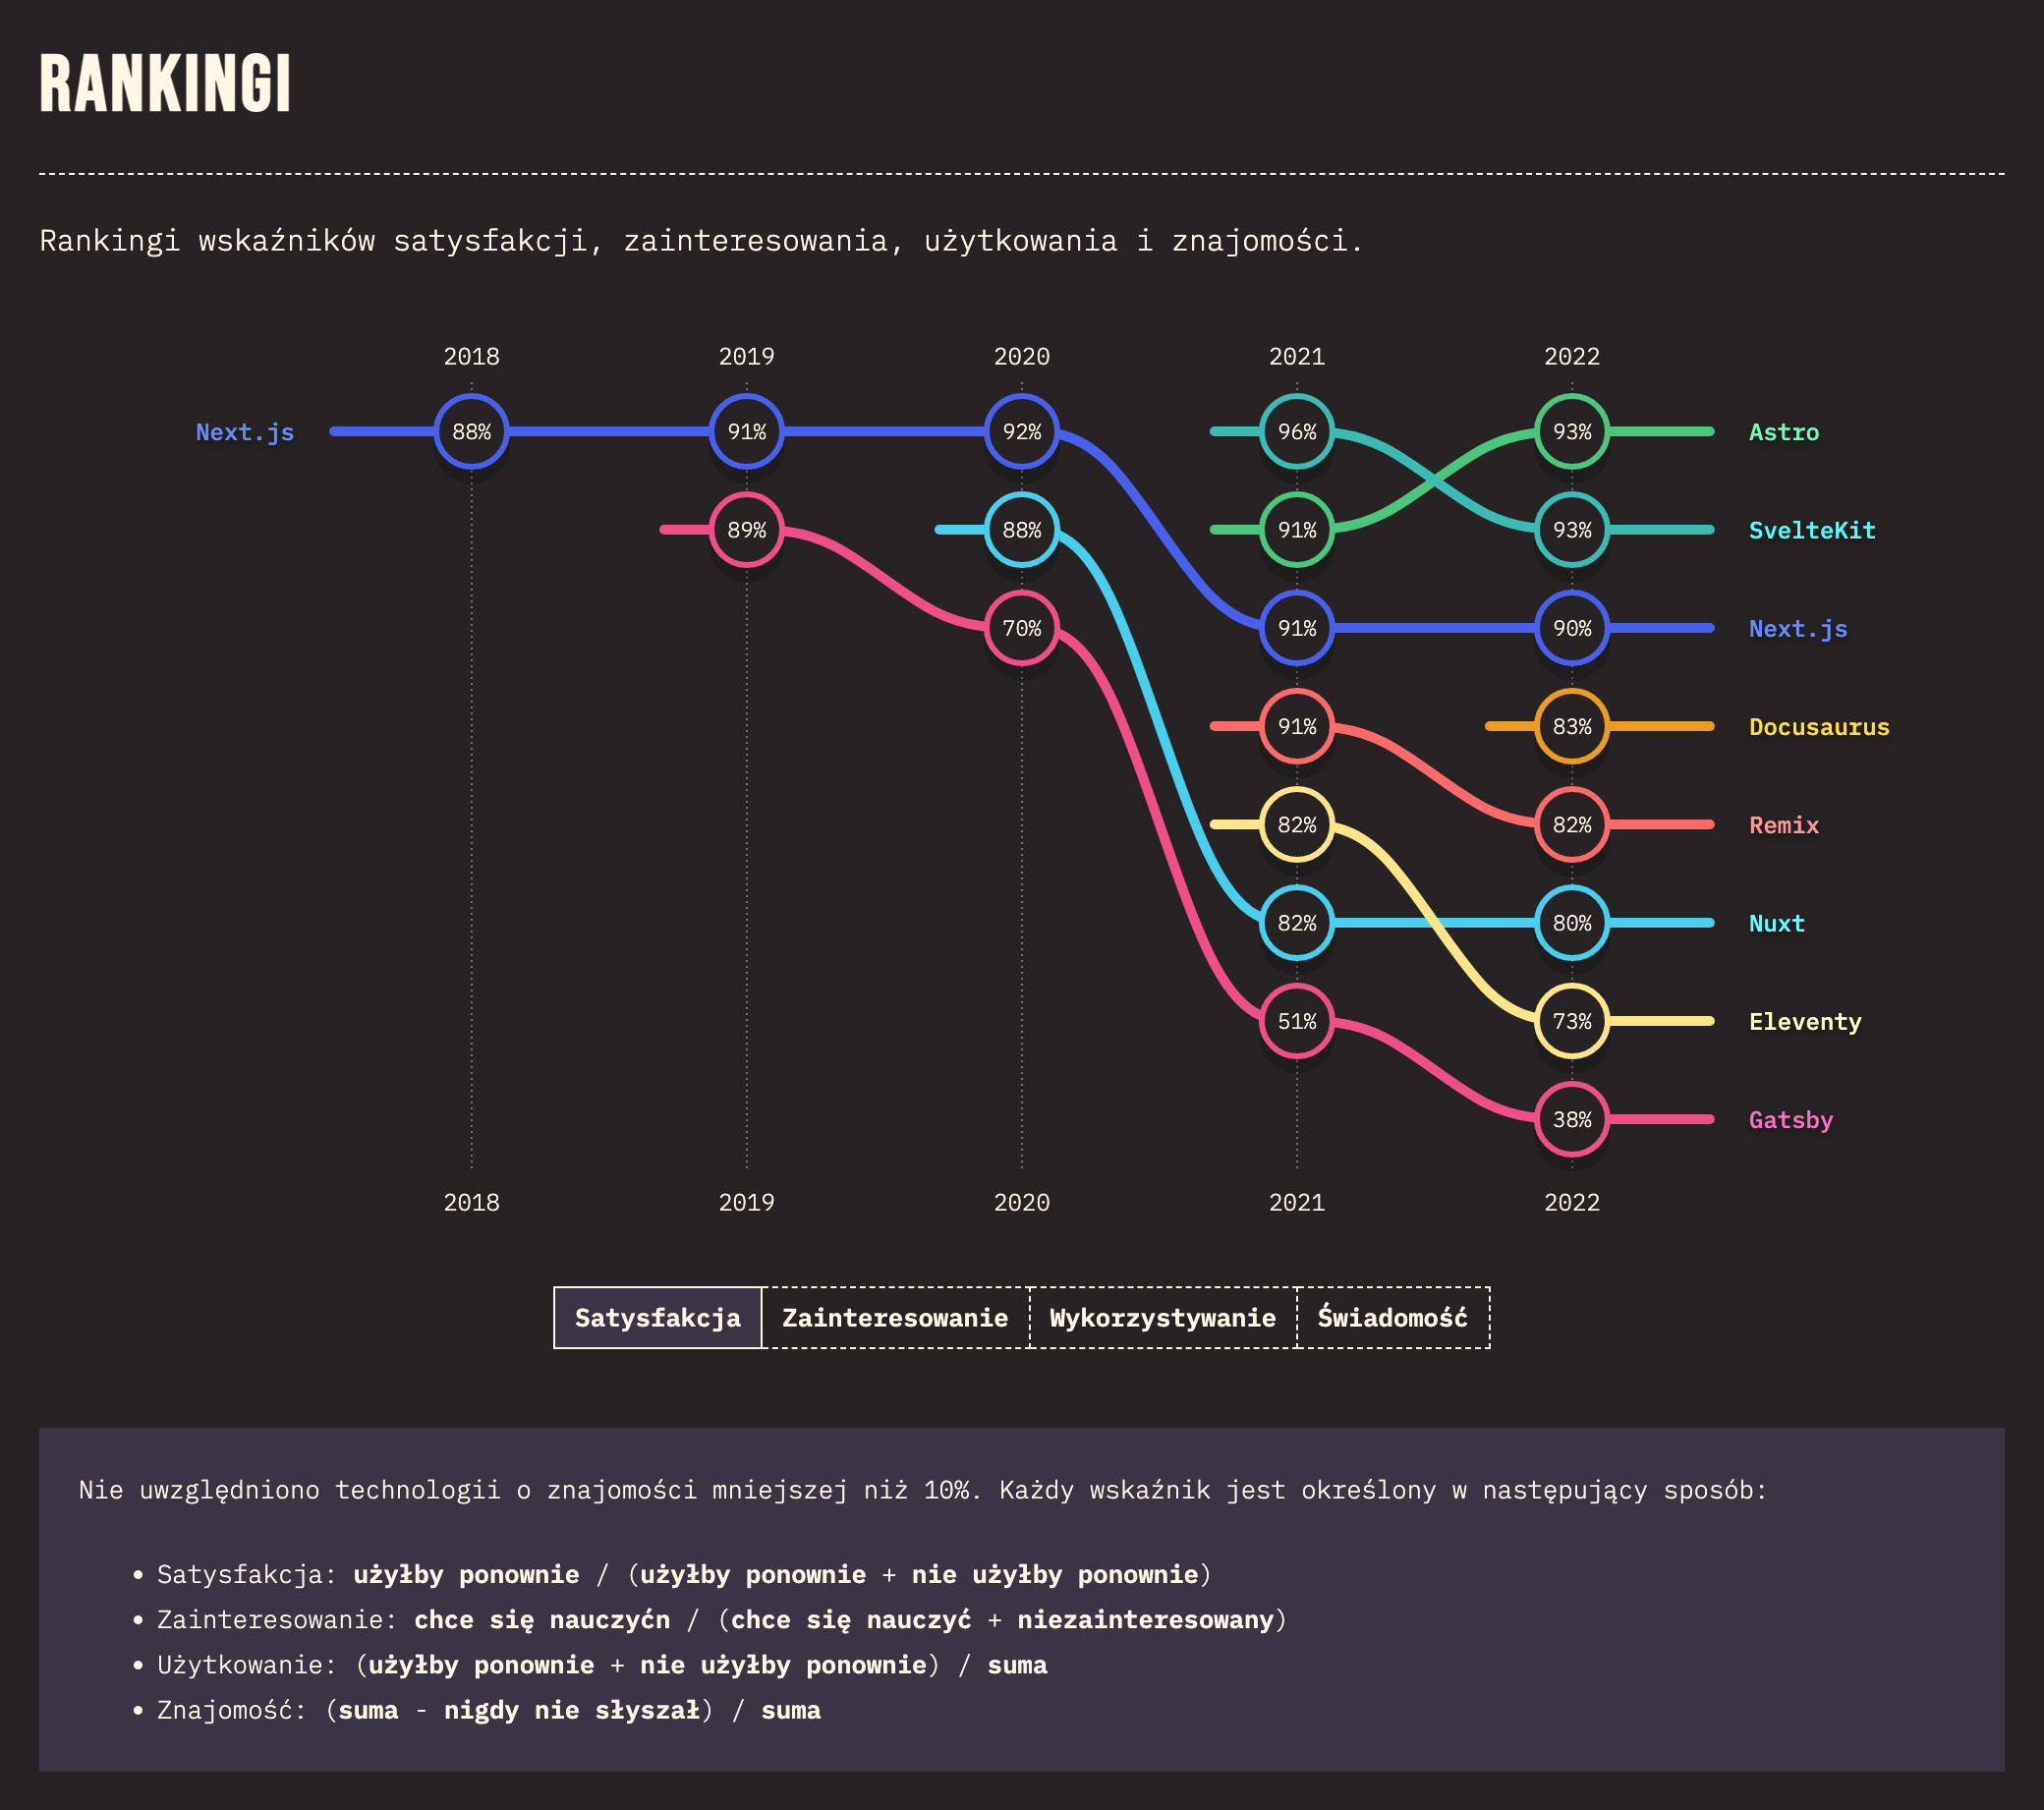 RANKINGI
Rankingi wskaźników satysfakcji, zainteresowania, użytkowania i znajomości.
2018 2019 2020 2021 2022
Next.js 88% 91% 92% 96% 93% Astro
89% 88% 91% 93% SvelteKit
70% 91% 90% Next.js
91% 83% Docusaurus
82% 82% Remix
82% 80% Nuxt
51% 73% Eleventy
38% Gatsby
2018 2019 2020 2021 2022
Satysfakcja Zainteresowanie Wykorzystywanie Świadomość
Nie uwzględniono technologii o znajomości mniejszej niż 10%. Każdy wskaźnik jest określony w następujący sposób:
• Satysfakcja: użyłby ponownie / (użyłby ponownie + nie użyłby ponownie)
• Zainteresowanie: chce się nauczyćn / (chce się nauczyć + niezainteresowany)
• Użytkowanie: (użyłby ponownie + nie użyłby ponownie) / suma
• Znajomość: (suma - nigdy nie słyszał) / suma